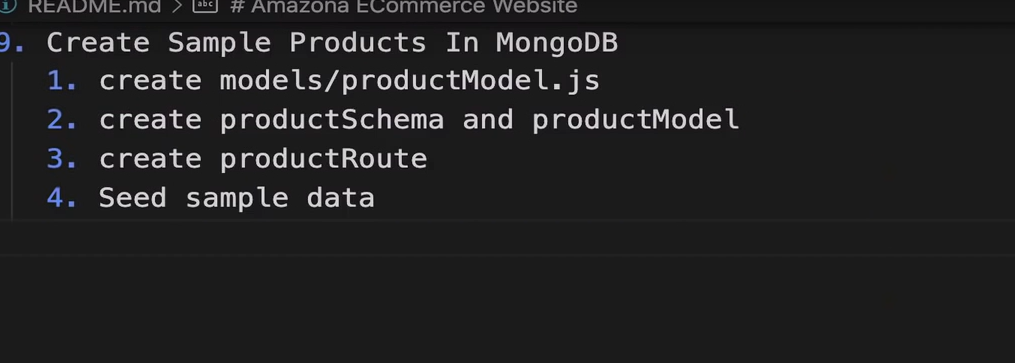 README.md > abc # Amazona ECommerce Website
9. Create Sample Products In MongoDB
1. create models/productModel.js
2. create productSchema and productModel
3. create productRoute
4. Seed sample data